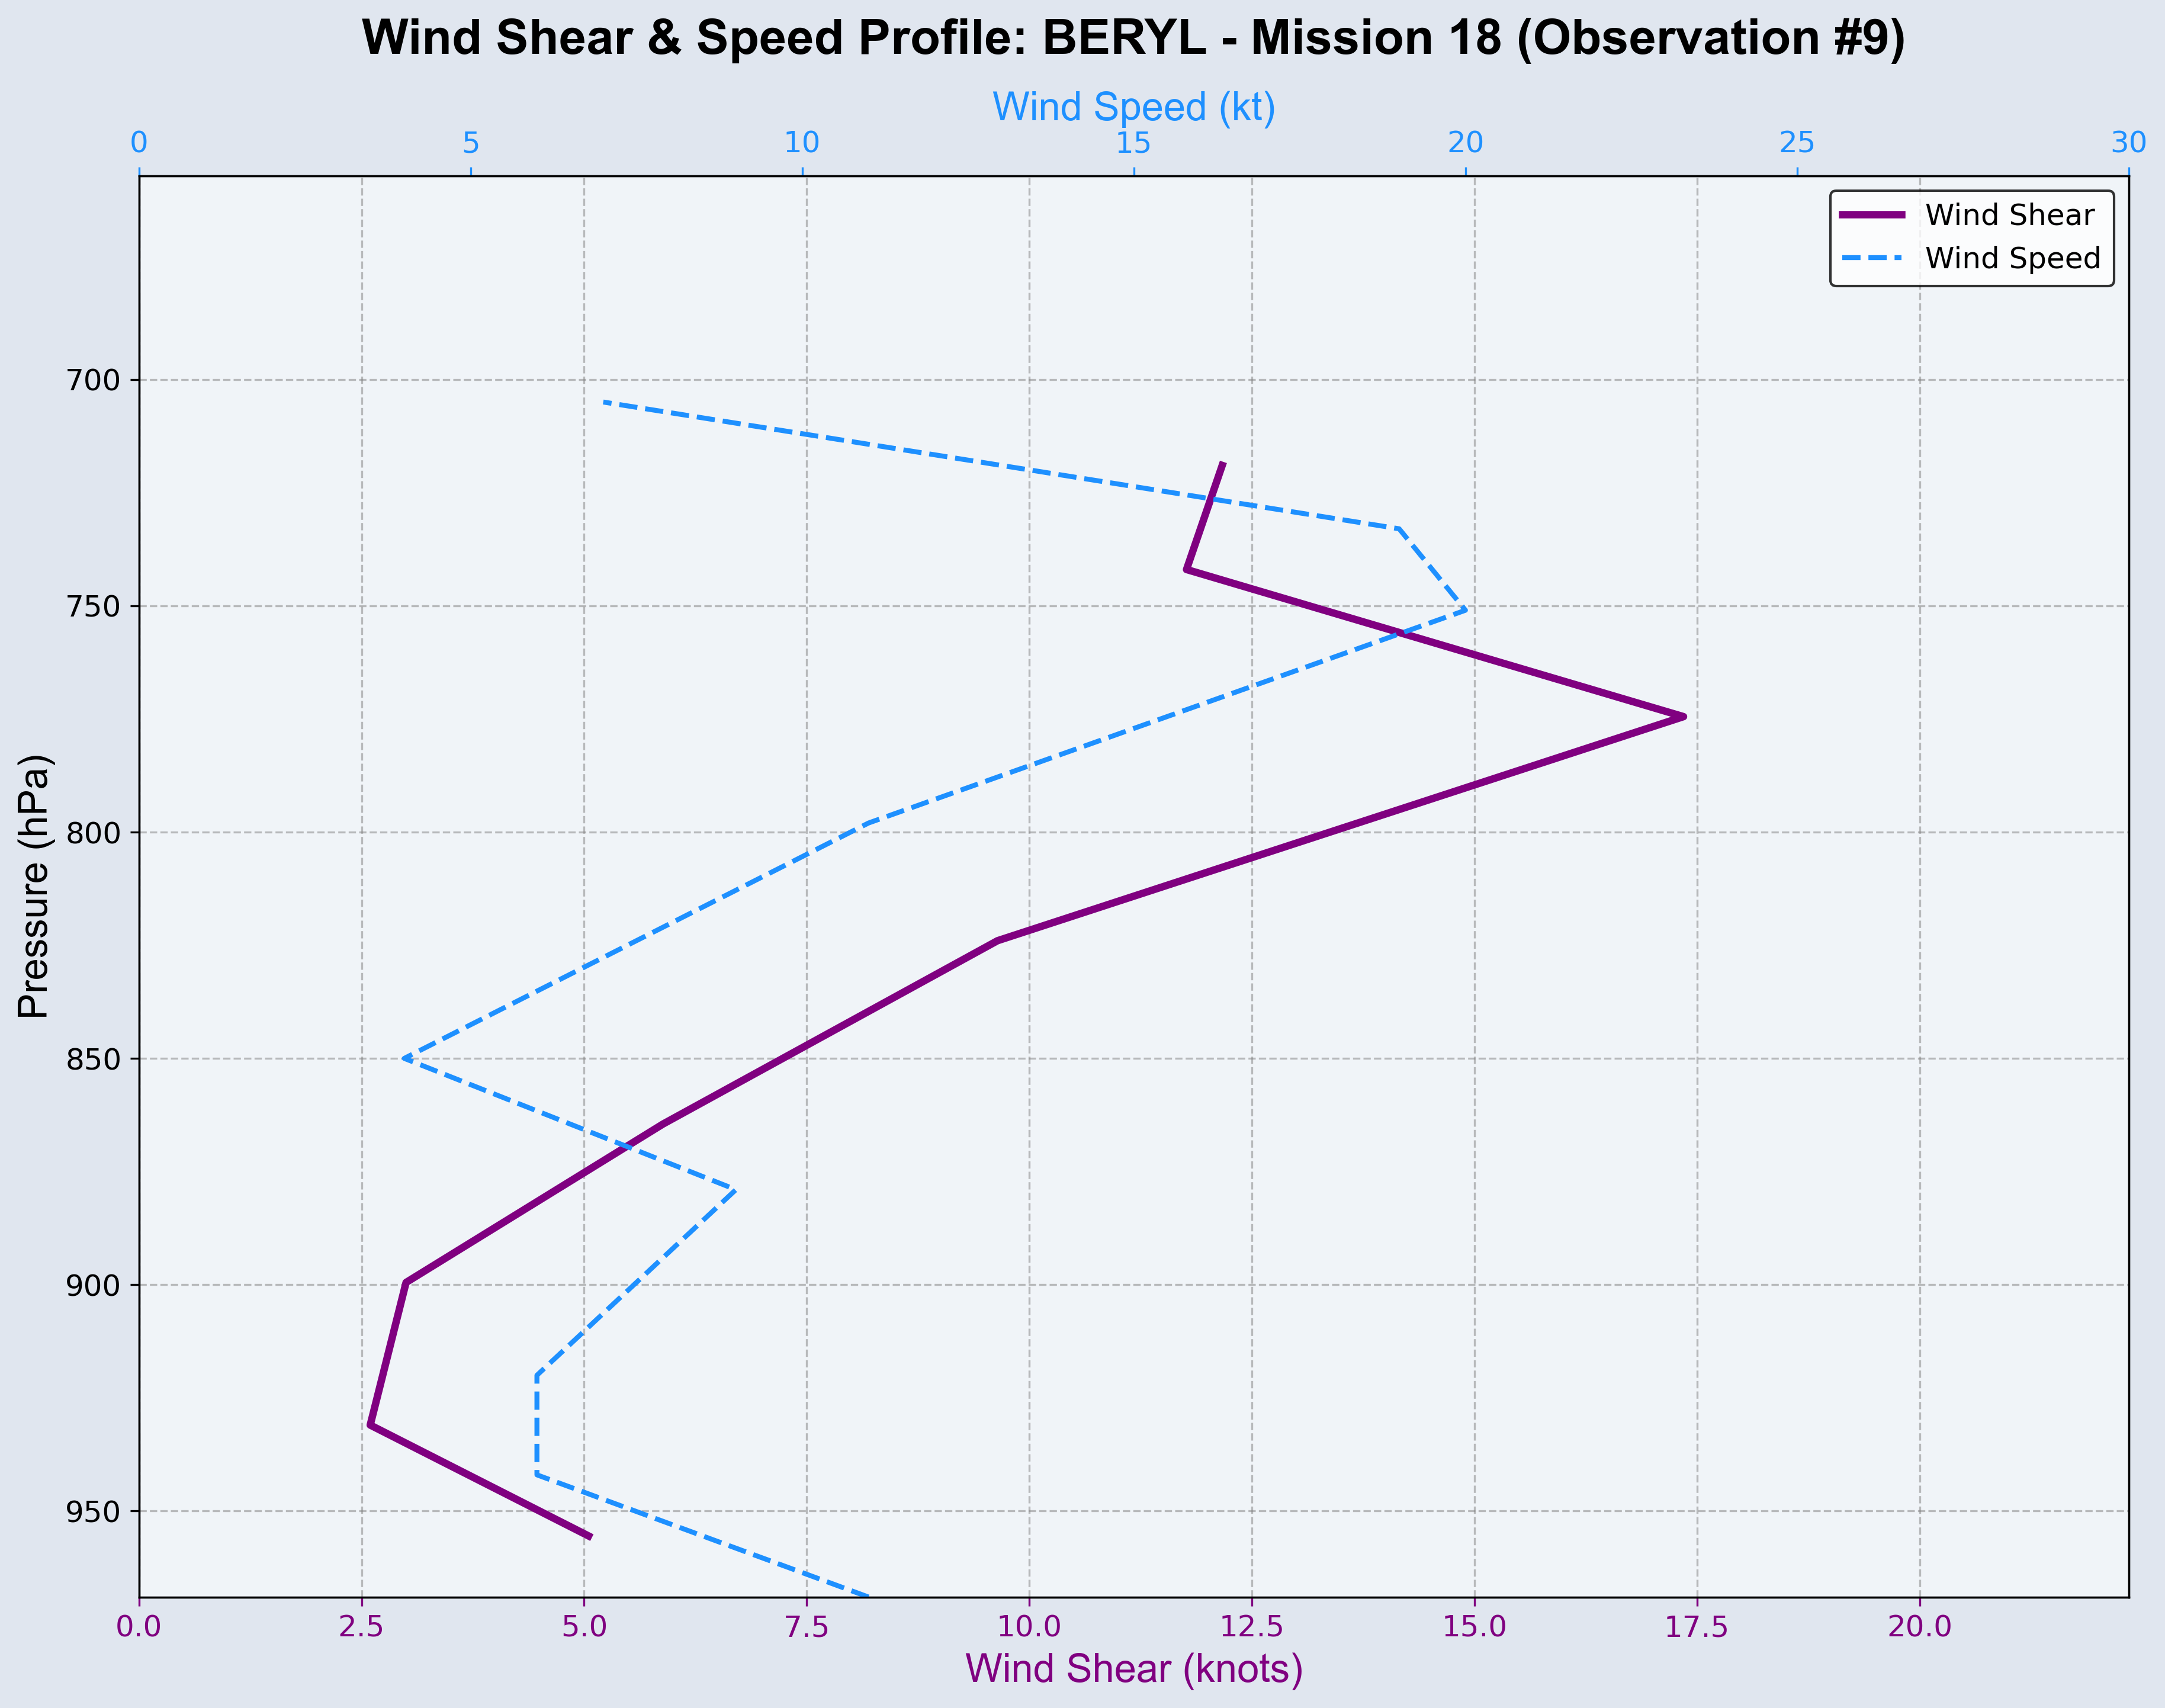 Wind Shear & Speed Profile: BERYL - Mission 18 (Observation #9)
Wind Speed (kt)
0 5 10 15 20 25 30
Wind Shear
Wind Speed
700
750
800
850
900
950
Pressure (hPa)
0.0 2.5 5.0 7.5 10.0 12.5 15.0 17.5 20.0
Wind Shear (knots)